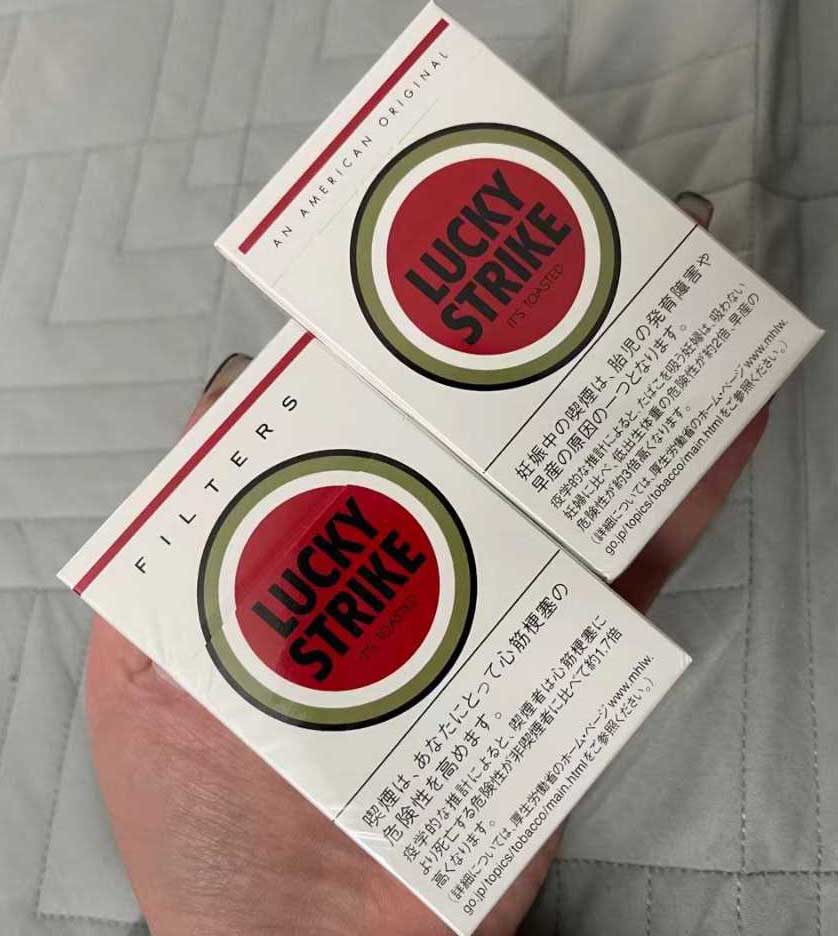 AN AMERICAN ORIGINAL
LUCKY
STRIKE
IT'S TOASTED
妊娠中の喫煙は、胎児の発育障害や
早産の原因の一つとなります。
疫学的な推計によると、たばこを吸う妊婦は、吸わない
妊婦に比べ、低出生体重の危険性が約2倍、早産の
危険性が約3倍高くなります。
(詳細については、厚生労働省のホーム・ページwww.mhlw.
go.jp/topics/tobacco/main.htmlをご参照ください。)
FILTERS
LUCKY
STRIKE
IT'S TOASTED
喫煙は、あなたにとって心筋梗塞の
危険性を高めます。
疫学的な推計によると、喫煙者は心筋梗塞に
より死亡する危険性が非喫煙者に比べて約1.7倍
高くなります。
(詳細については、厚生労働省のホーム・ページwww.mhlw.
go.jp/topics/tobacco/main.htmlをご参照ください。)